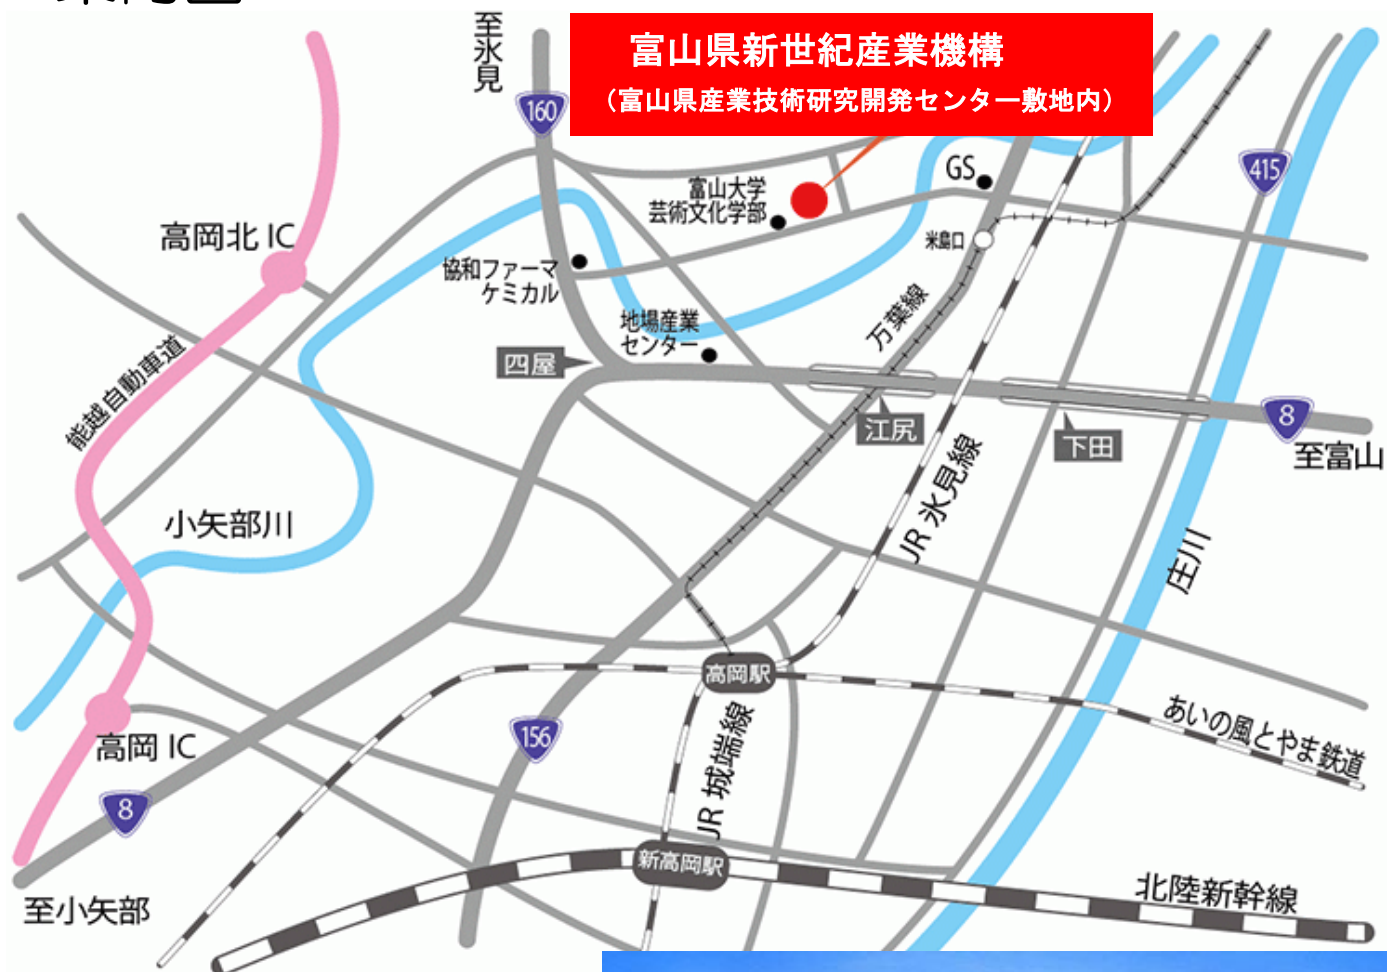 至氷見
富山県新世紀産業機構
（富山県産業技術研究開発センター敷地内）
160
415
GS
富山大学
芸術文化学部
高岡北 IC
米島口
協和ファーマ
ケミカル
地場産業
センター
万葉線
能越自動車道
四屋
江尻
下田
8
至富山
JR 氷見線
小矢部川
庄川
高岡駅
あいの風とやま鉄道
高岡 IC
156
JR 城端線
8
新高岡駅
北陸新幹線
至小矢部